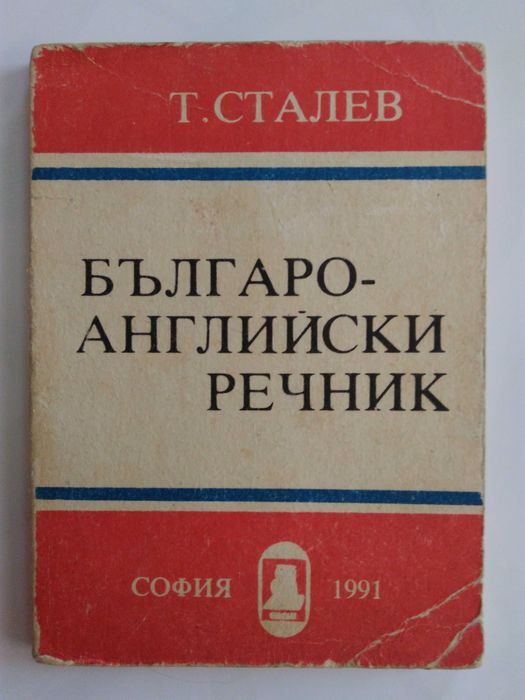 Т. СТАЛЕВ
БЪЛГАРО-
АНГЛИЙСКИ
РЕЧНИК
СОФИЯ 1991